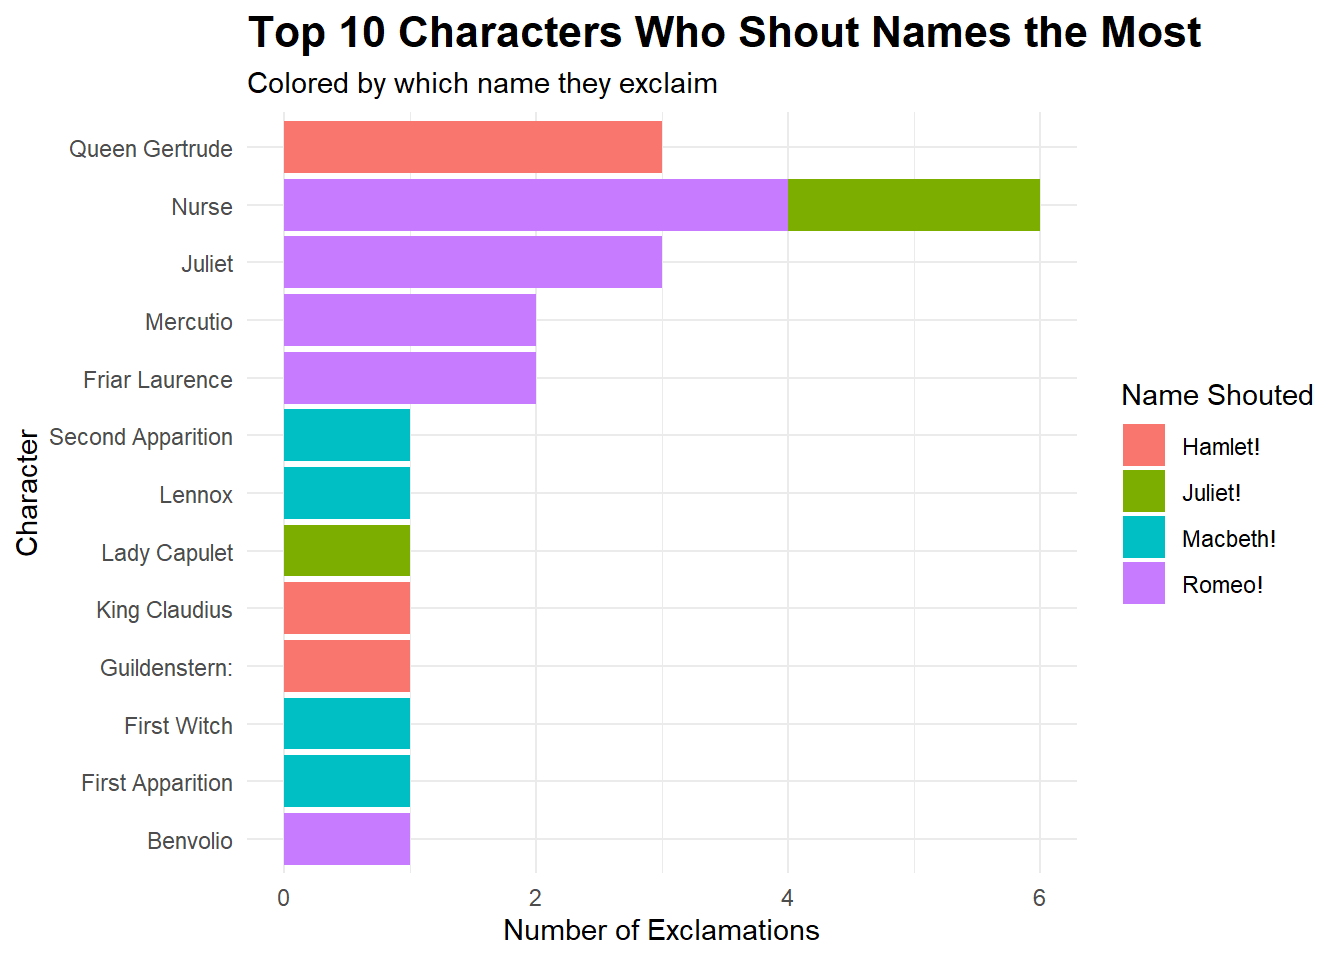 Top 10 Characters Who Shout Names the Most
Colored by which name they exclaim
Character
Queen Gertrude
Nurse
Juliet
Mercutio
Friar Laurence
Second Apparition
Lennox
Lady Capulet
King Claudius
Guildenstern:
First Witch
First Apparition
Benvolio
0 2 4 6
Number of Exclamations
Name Shouted
Hamlet!
Juliet!
Macbeth!
Romeo!